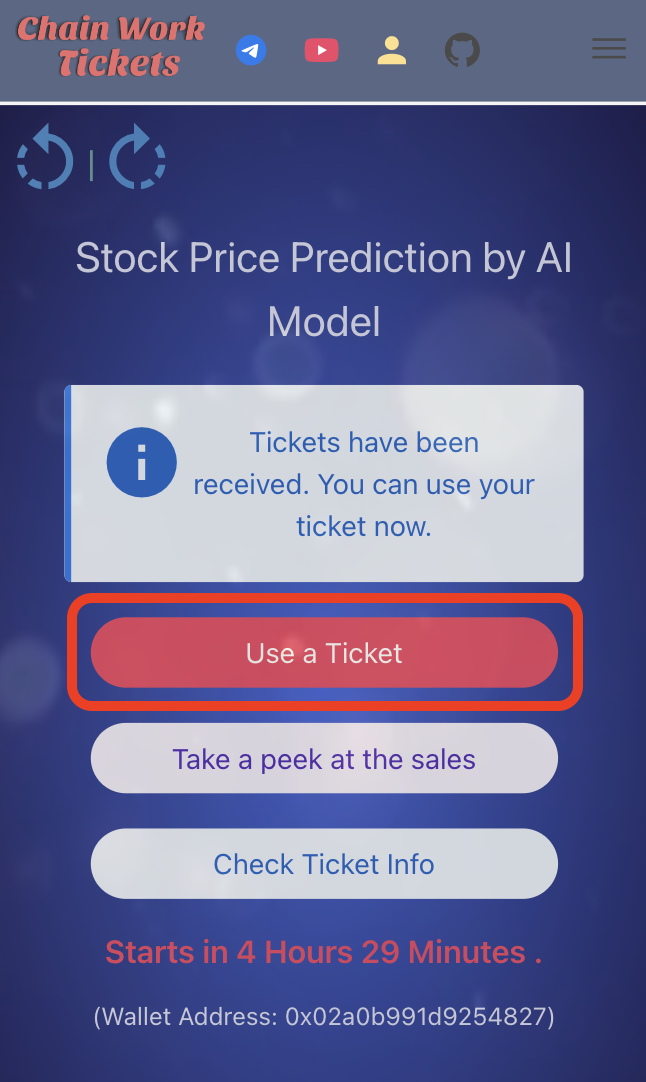 Chain Work
Tickets
|
Stock Price Prediction by AI
Model
Tickets have been
received. You can use your
ticket now.
Use a Ticket
Take a peek at the sales
Check Ticket Info
Starts in 4 Hours 29 Minutes .
(Wallet Address: 0x02a0b991d9254827)